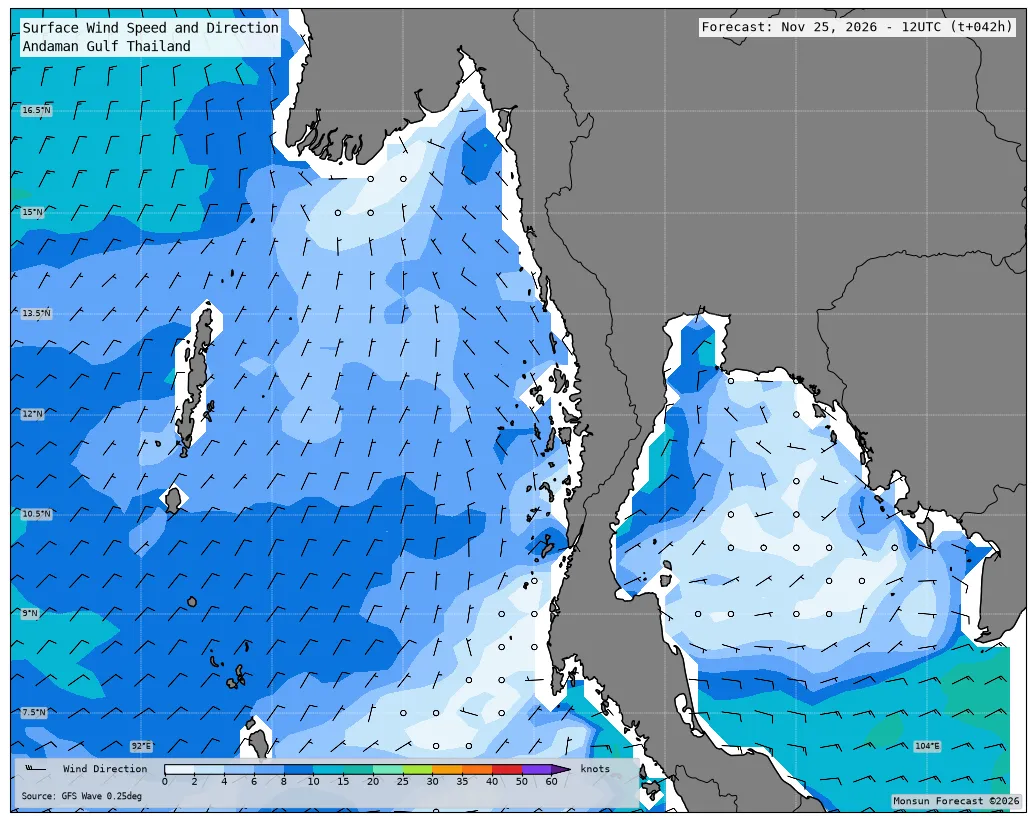 Surface Wind Speed and Direction
Andaman Gulf Thailand
Forecast: Nov 25, 2026 - 12UTC (t+042h)
16.5°N
15°N
13.5°N
12°N
10.5°N
9°N
7.5°N
92°E
104°E
Wind Direction
0 2 4 6 8 10 15 20 25 30 35 40 50 60
knots
Source: GFS Wave 0.25deg
Monsun Forecast ©2026